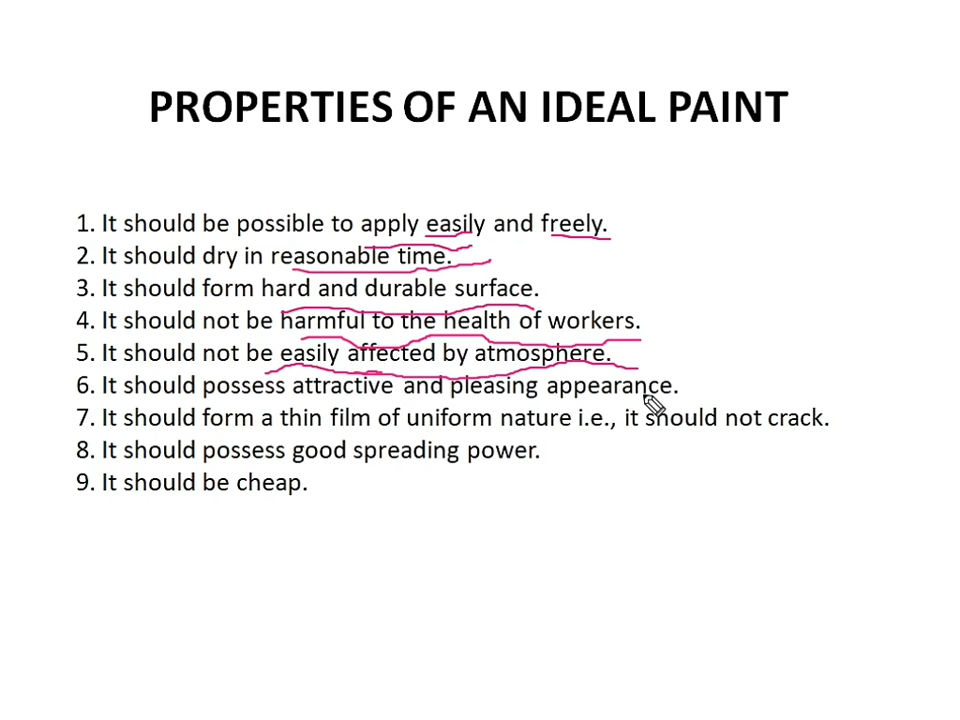 PROPERTIES OF AN IDEAL PAINT
1. It should be possible to apply easily and freely.
2. It should dry in reasonable time.
3. It should form hard and durable surface.
4. It should not be harmful to the health of workers.
5. It should not be easily affected by atmosphere.
6. It should possess attractive and pleasing appearance.
7. It should form a thin film of uniform nature i.e., it should not crack.
8. It should possess good spreading power.
9. It should be cheap.